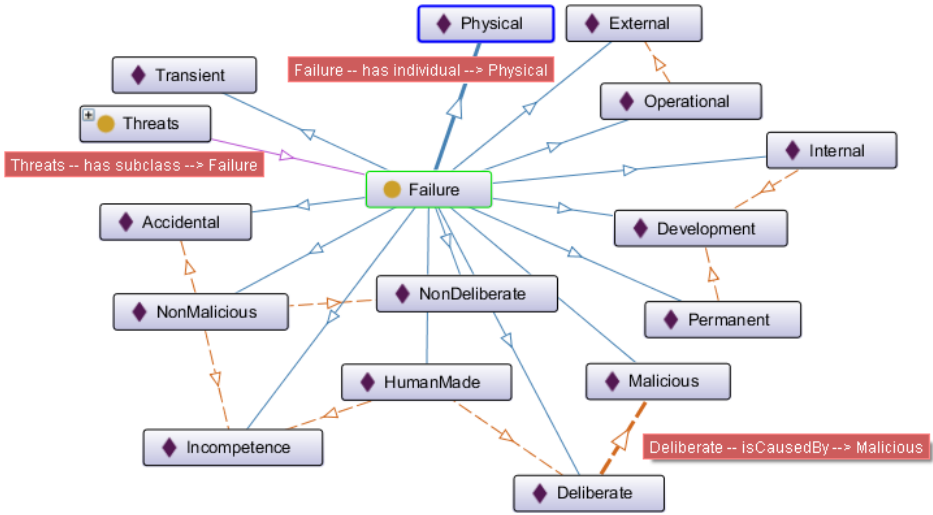 Physical
External
Failure -- has individual --> Physical
Transient
Operational
Threats
Internal
Threats -- has subclass --> Failure
Failure
Accidental
Development
NonDeliberate
NonMalicious
Permanent
HumanMade
Malicious
Incompetence
Deliberate -- isCausedBy --> Malicious
Deliberate